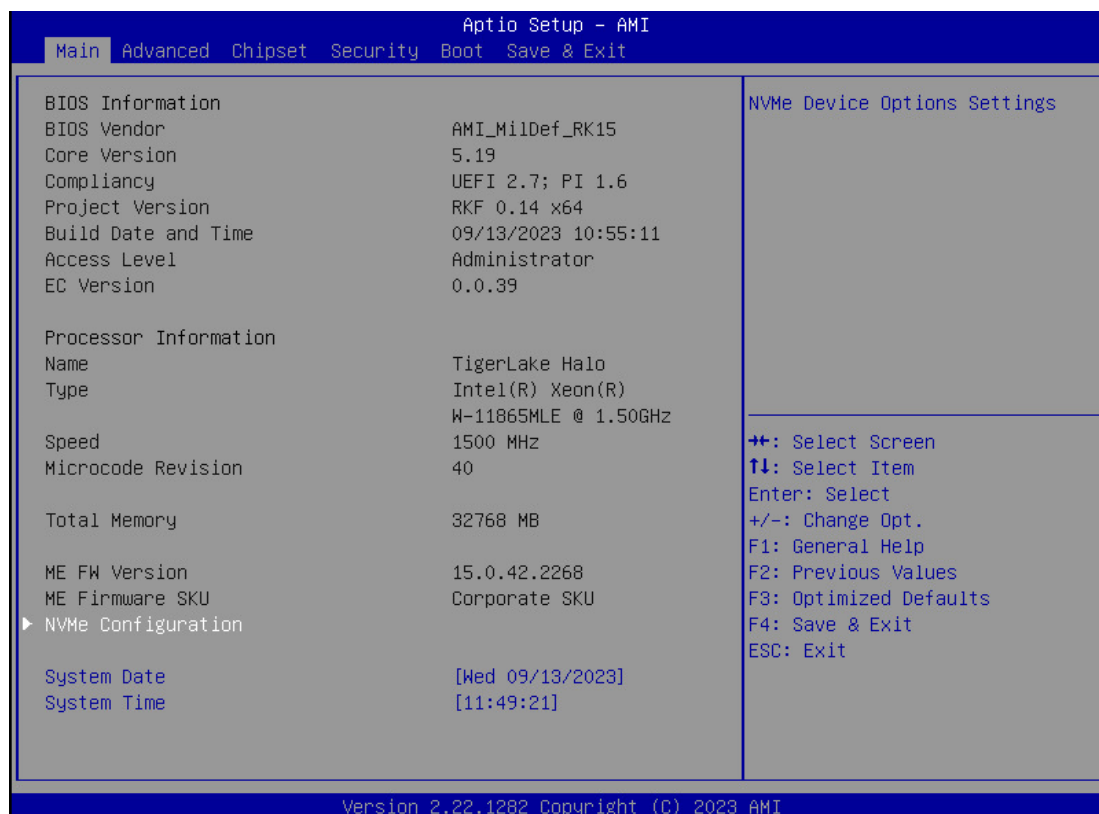 Aptio Setup – AMI
Main Advanced Chipset Security Boot Save & Exit
BIOS Information
BIOS Vendor AMI_MilDef_RK15
Core Version 5.19
Compliancy UEFI 2.7; PI 1.6
Project Version RKF 0.14 x64
Build Date and Time 09/13/2023 10:55:11
Access Level Administrator
EC Version 0.0.39
Processor Information
Name TigerLake Halo
Type Intel(R) Xeon(R)
W-11865MLE @ 1.50GHz
Speed 1500 MHz
Microcode Revision 40
Total Memory 32768 MB
ME FW Version 15.0.42.2268
ME Firmware SKU Corporate SKU
▶ NVMe Configuration
System Date [Wed 09/13/2023]
System Time [11:49:21]
NVMe Device Options Settings
→←: Select Screen
↑↓: Select Item
Enter: Select
+/-: Change Opt.
F1: General Help
F2: Previous Values
F3: Optimized Defaults
F4: Save & Exit
ESC: Exit
Version 2.22.1282 Copyright (C) 2023 AMI